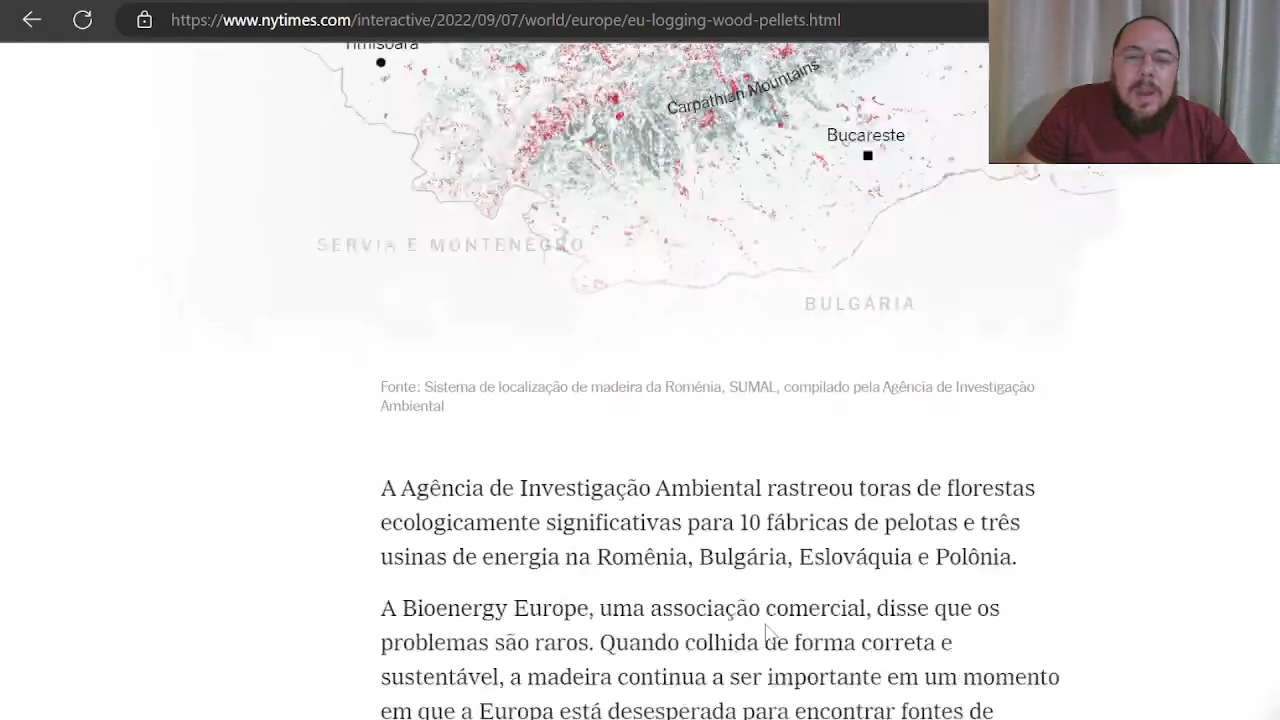 https://www.nytimes.com/interactive/2022/09/07/world/europe/eu-logging-wood-pellets.html
Timisoara
Carpathian Mountains
Bucareste
SERVIA E MONTENEGRO
BULGÁRIA
Fonte: Sistema de localização de madeira da Roménia, SUMAL, compilado pela Agência de Investigação
Ambiental
A Agência de Investigação Ambiental rastreou toras de florestas
ecologicamente significativas para 10 fábricas de pelotas e três
usinas de energia na Romênia, Bulgária, Eslováquia e Polônia.
A Bioenergy Europe, uma associação comercial, disse que os
problemas são raros. Quando colhida de forma correta e
sustentável, a madeira continua a ser importante em um momento
em que a Europa está desesperada para encontrar fontes de